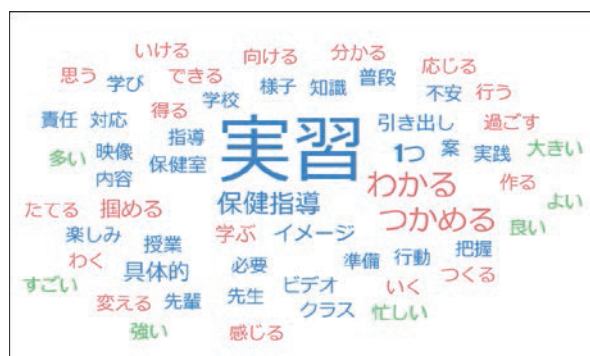 いける 向ける 分かる
思う 学び できる 様子 知識 普段 応じる
学校 不安 行う
責任 対応 得る 実習 引き出し 過ごす
指導
多い 映像 保健室 1つ 案 実践 大きい
内容 わかる 作る
保健指導 よい
たてる 掴める つかめる
学ぶ イメージ 良い
楽しみ 授業 把握
わく 具体的 必要 準備 行動 つくる
すごい ビデオ いく
変える 先輩 先生 クラス 忙しい
強い 感じる